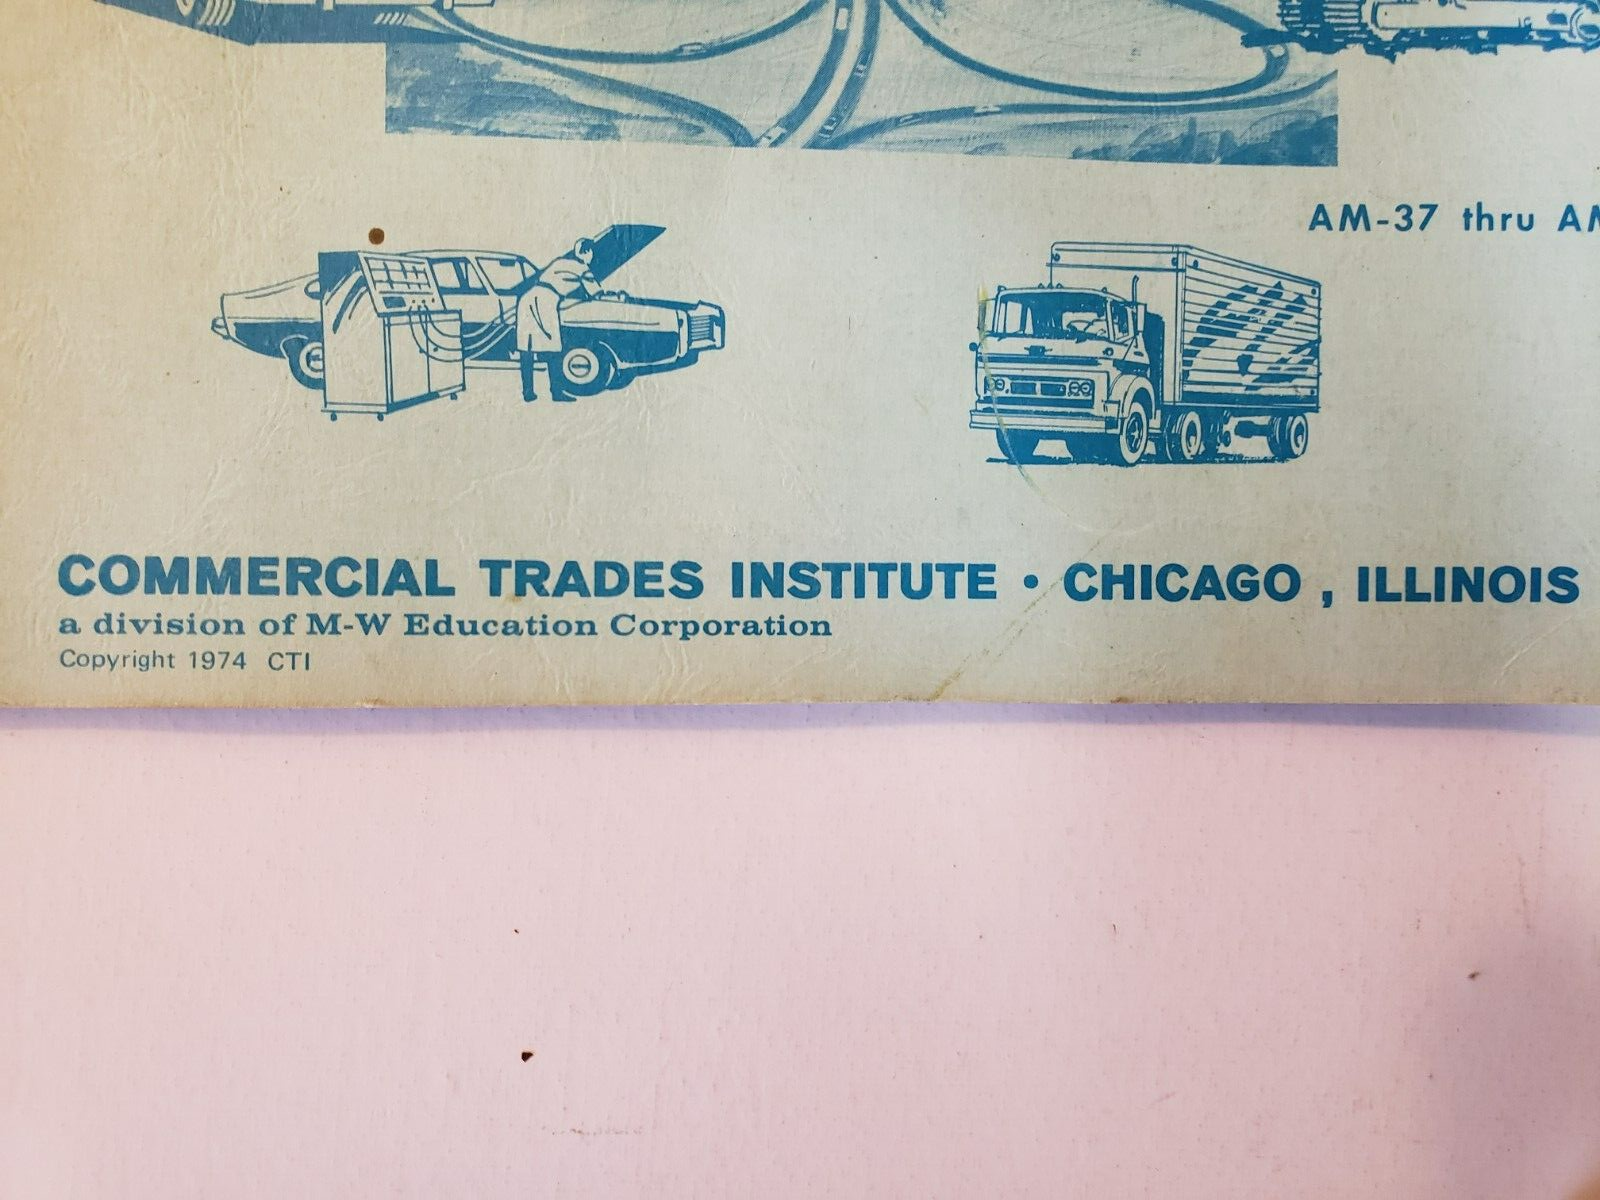 AM-37 thru
COMMERCIAL TRADES INSTITUTE • CHICAGO , ILLINOIS
a division of M-W Education Corporation
Copyright 1974 CTI